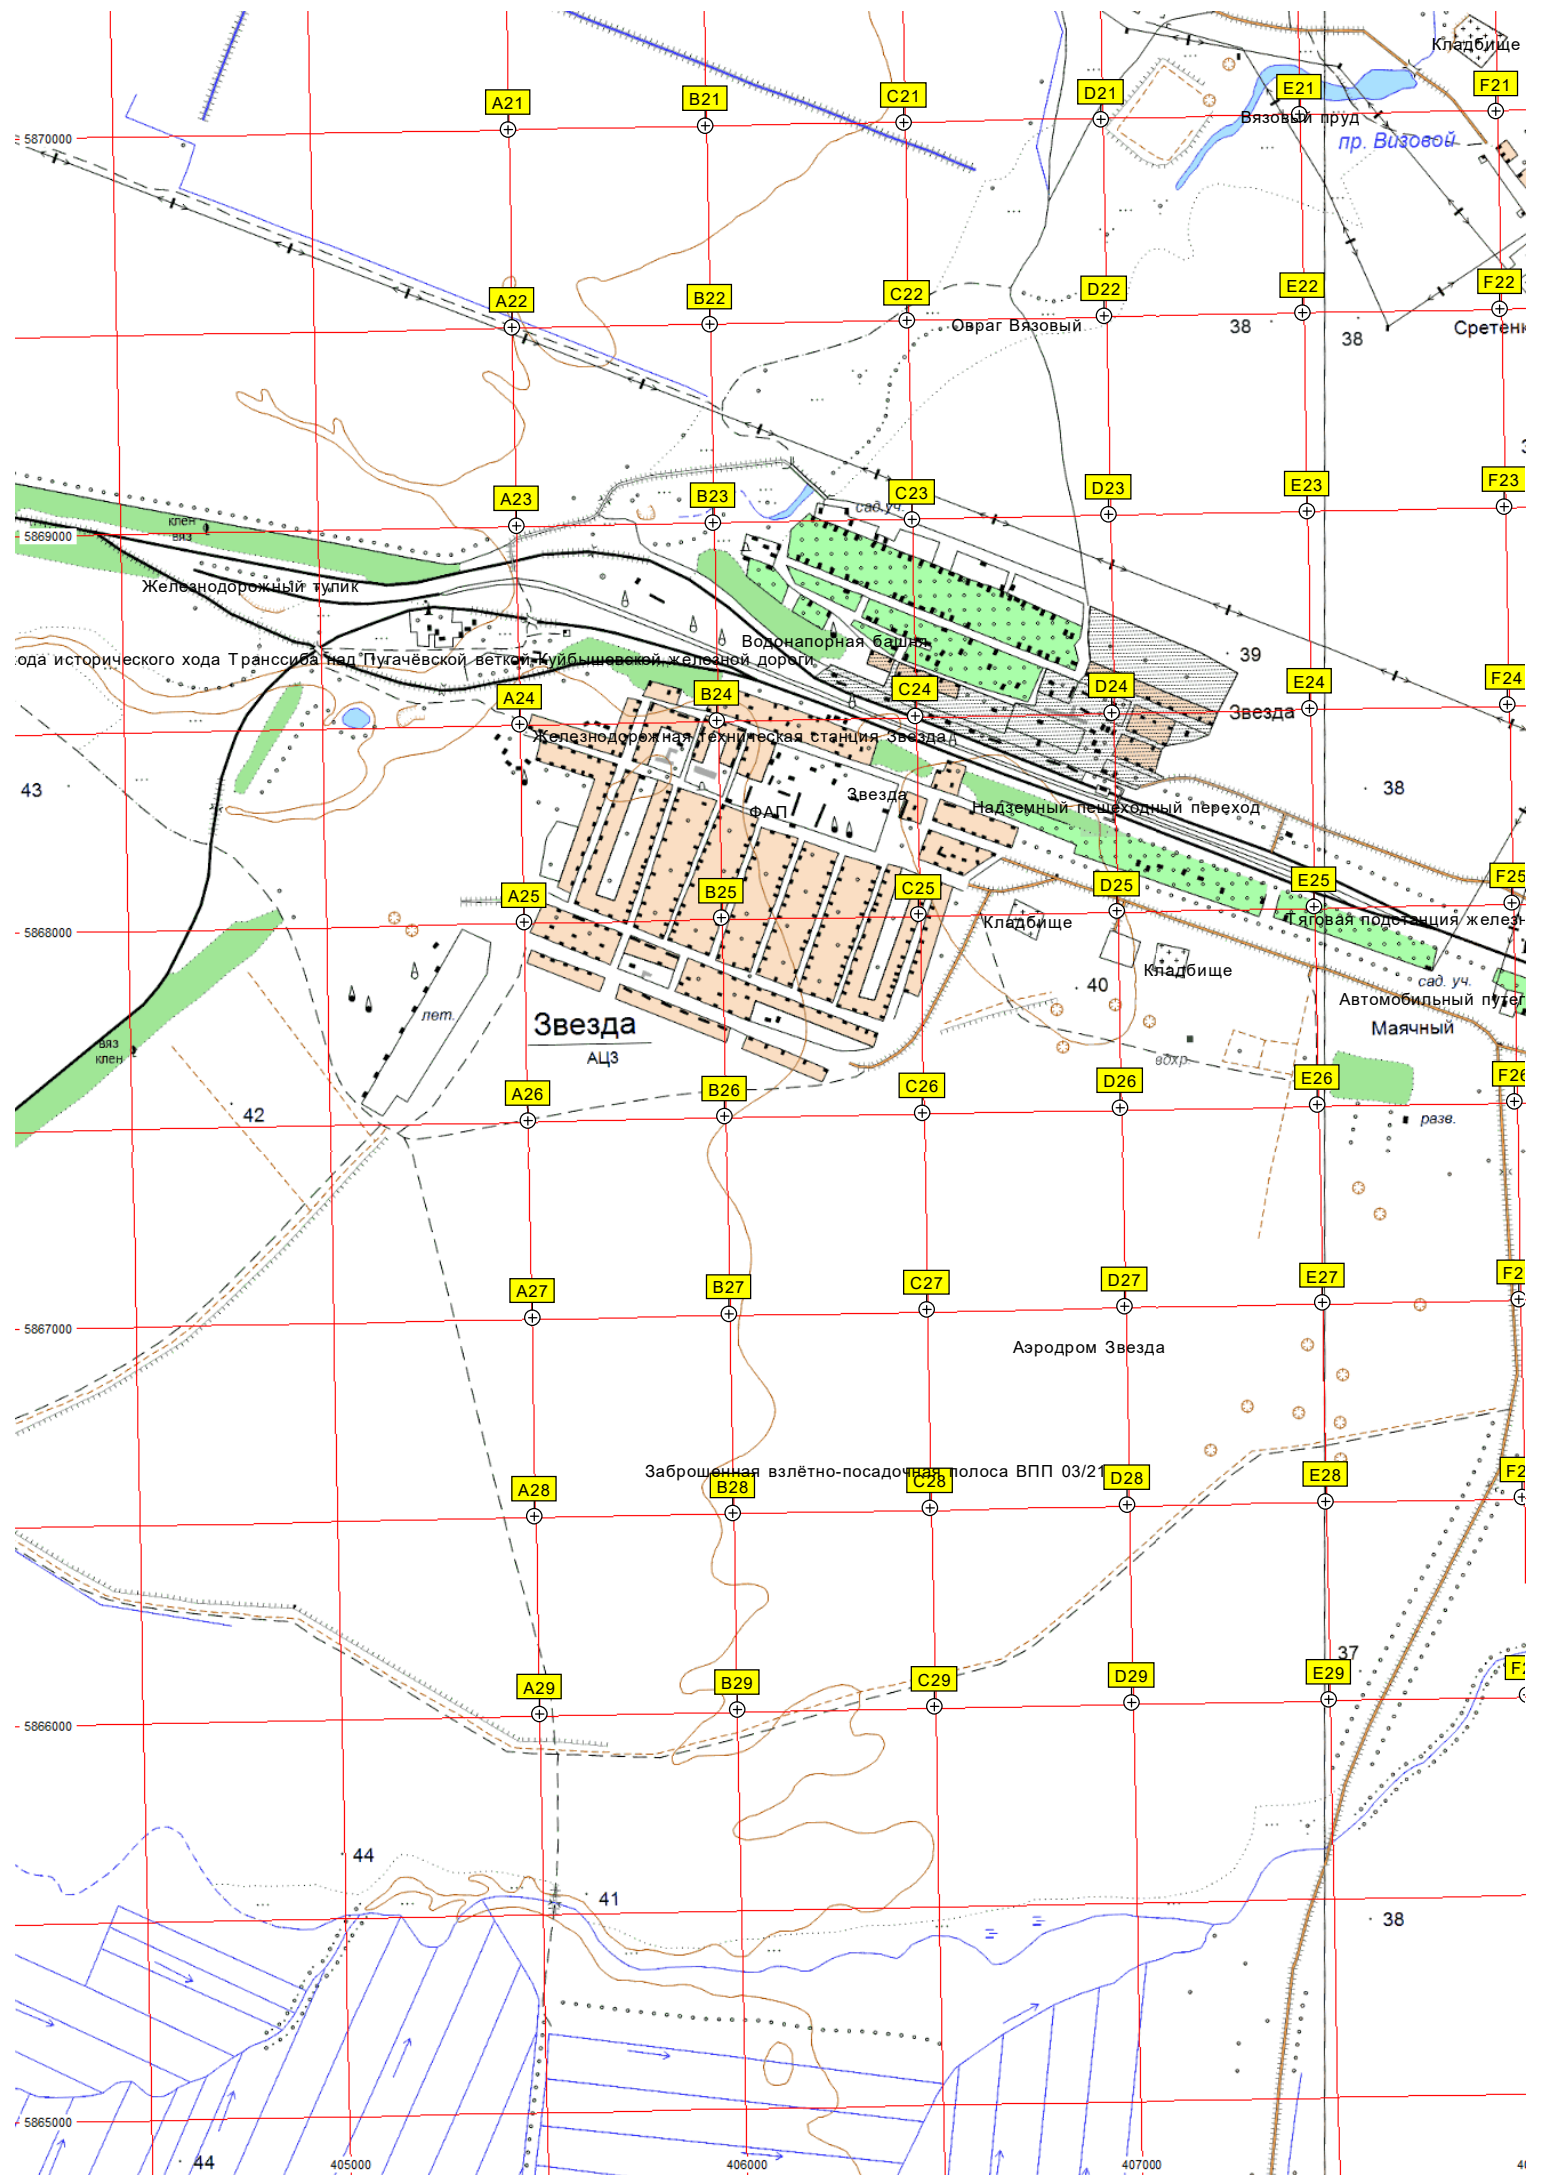 Кладбище
A21
B21
C21
D21
E21
F21
Вязовый пруд
5870000
пр. Визовой
A22
B22
C22
D22
E22
F22
Овраг Вязовый
38
38
Сретенк
A23
B23
C23
D23
E23
F23
сад.уч.
клен
вяз
5869000
Железнодорожный тупик
Водонапорная башня
ода исторического хода Транссиба над Пугачёвской веткой Куйбышевской железной дороги
39
A24
B24
C24
D24
E24
F24
Звезда
Железнодорожная техническая станция Звезда
43
38
Звезда
Надземный пешеходный переход
ФАП
A25
B25
C25
D25
E25
F25
Кладбище
Тяговая подстанция желез
5868000
Кладбище
40
сад. уч.
Автомобильный путе
лет.
Звезда
Маячный
АЦЗ
вяз
клен
вохр.
A26
B26
C26
D26
E26
F26
42
разв.
A27
B27
C27
D27
E27
F2
5867000
Аэродром Звезда
Заброшенная взлётно-посадочная полоса ВПП 03/21
A28
B28
C28
D28
E28
F2
37
A29
B29
C29
D29
E29
F2
5866000
44
41
38
5865000
44
405000
406000
407000